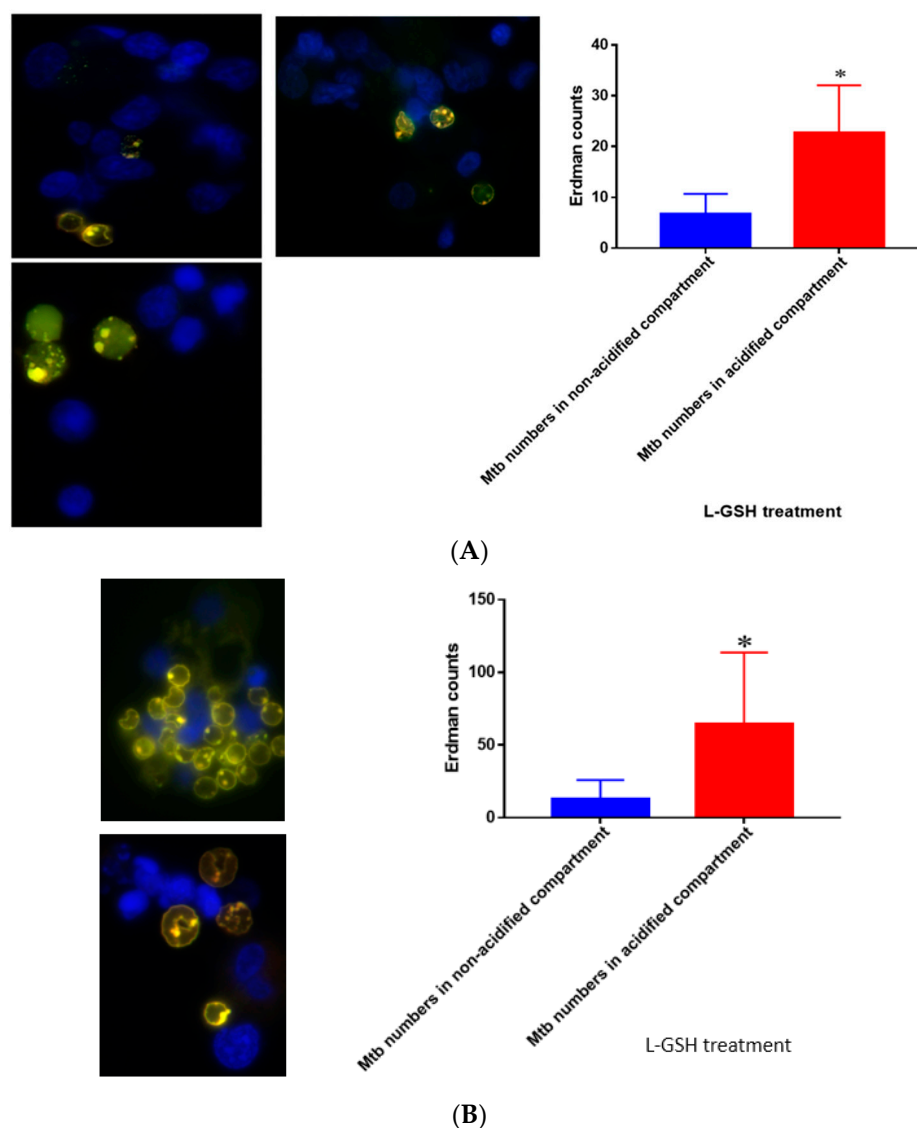 40
30
20
10
0
Erdman counts
*
Mtb numbers in non-acidified compartment
Mtb numbers in acidified compartment
L-GSH treatment
(A)
150
100
50
0
Erdman counts
*
Mtb numbers in non-acidified compartment
Mtb numbers in acidified compartment
L-GSH treatment
(B)